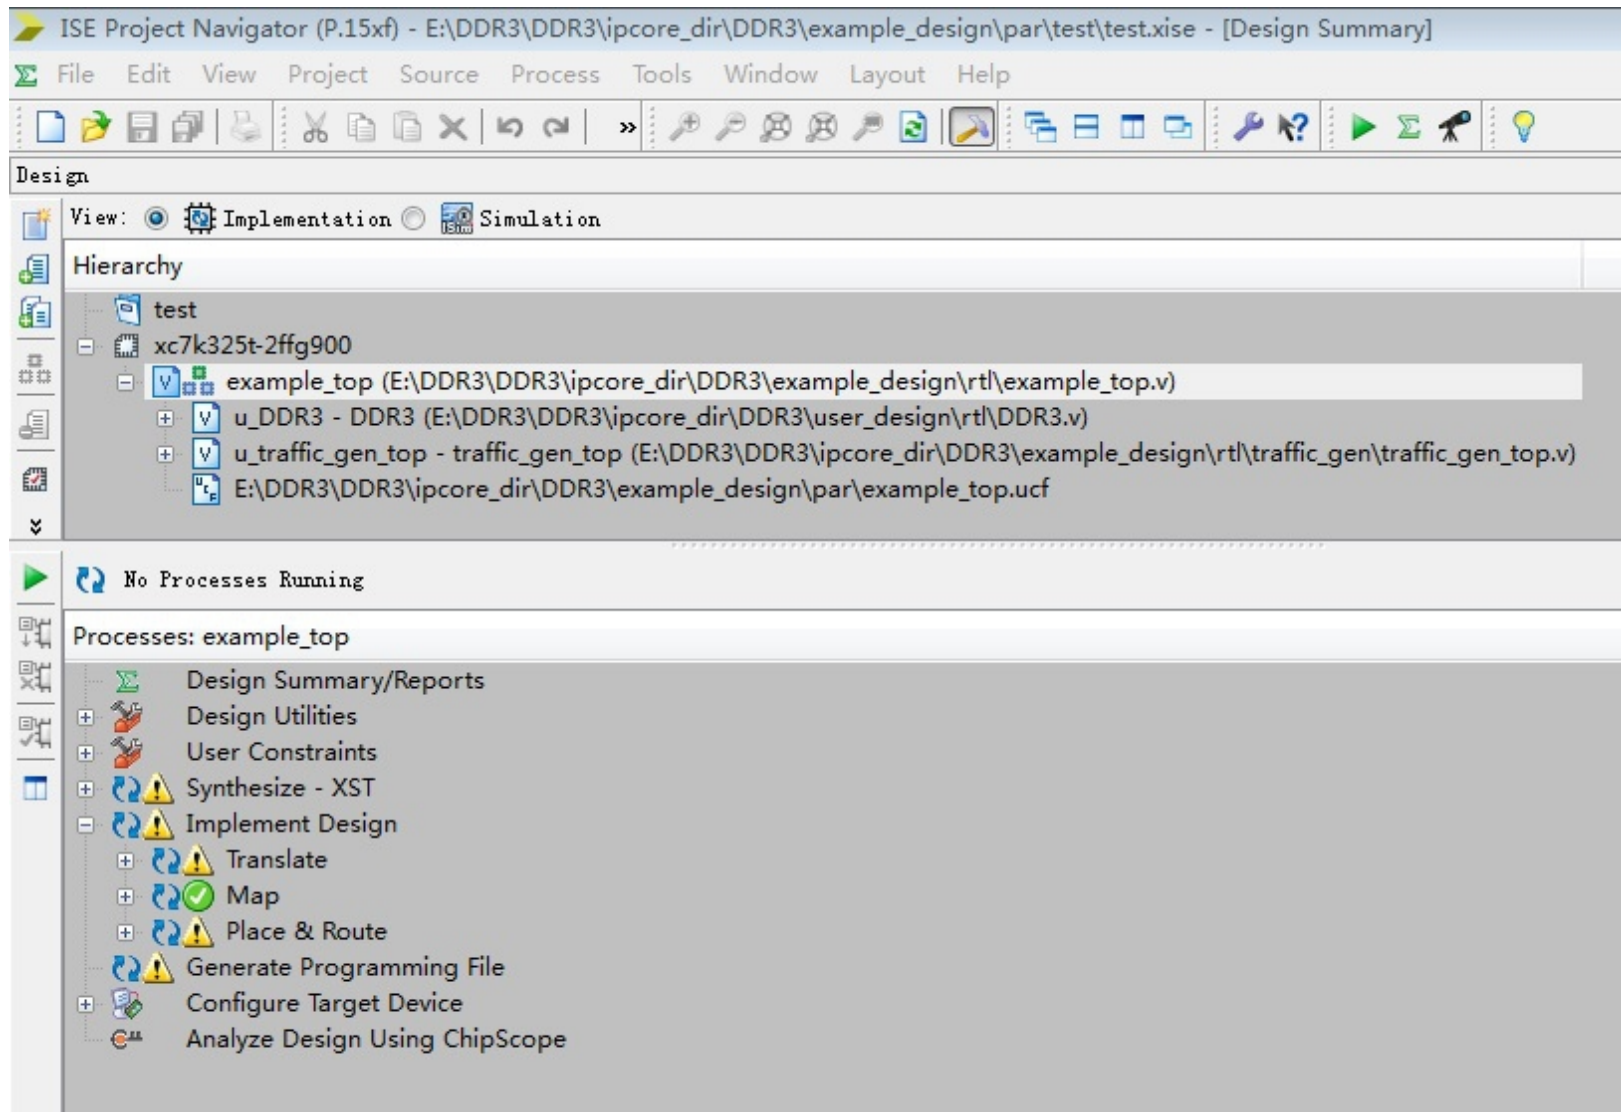 ISE Project Navigator (P.15xf) - E:\DDR3\DDR3\ipcore_dir\DDR3\example_design\par\test\test.xise - [Design Summary]
File Edit View Project Source Process Tools Window Layout Help
Design
View: Implementation Simulation
Hierarchy
test
xc7k325t-2ffg900
example_top (E:\DDR3\DDR3\ipcore_dir\DDR3\example_design\rtl\example_top.v)
u_DDR3 - DDR3 (E:\DDR3\DDR3\ipcore_dir\DDR3\user_design\rtl\DDR3.v)
u_traffic_gen_top - traffic_gen_top (E:\DDR3\DDR3\ipcore_dir\DDR3\example_design\rtl\traffic_gen\traffic_gen_top.v)
E:\DDR3\DDR3\ipcore_dir\DDR3\example_design\par\example_top.ucf
No Processes Running
Processes: example_top
Design Summary/Reports
Design Utilities
User Constraints
Synthesize - XST
Implement Design
Translate
Map
Place & Route
Generate Programming File
Configure Target Device
Analyze Design Using ChipScope